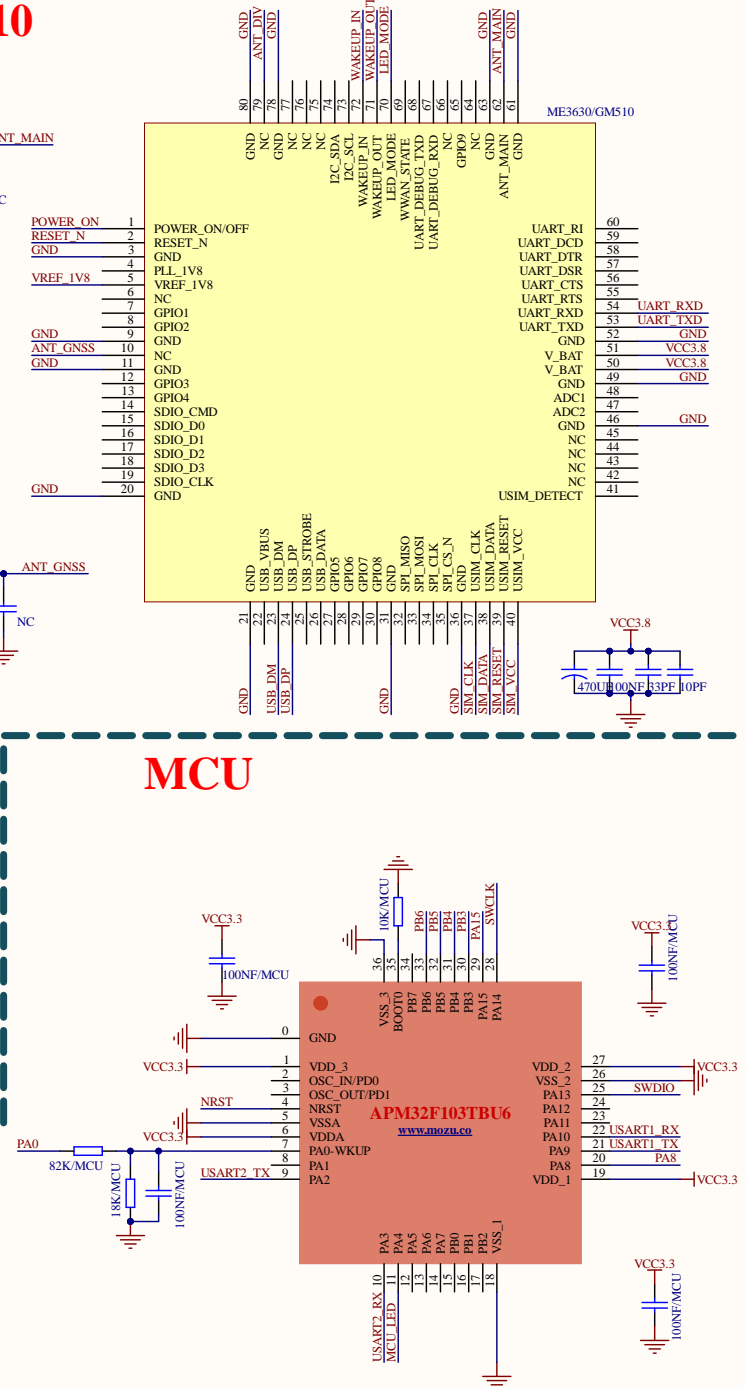 10
GND
ANT_DIV
GND
WAKEUP_IN
WAKEUP_OUT
LED_MODE
GND
ANT_MAIN
GND
80
79
78
77
76
75
74
73
72
71
70
69
68
67
66
65
64
63
62
61
ME3630/GM510
GND
NC
GND
NC
NC
NC
I2C_SDA
I2C_SCL
WAKEUP_IN
WAKEUP_OUT
LED_MODE
WWAN_STATE
UART_DEBUG_TXD
UART_DEBUG_RXD
NC
GPIO9
NC
GND
ANT_MAIN
GND
NT_MAIN
C
POWER_ON 1 POWER_ON/OFF
RESET_N 2 RESET_N
GND 3 GND
4 PLL_1V8
VREF_1V8 5 VREF_1V8
6 NC
7 GPIO1
8 GPIO2
GND 9 GND
ANT_GNSS 10 NC
GND 11 GND
12 GPIO3
13 GPIO4
14 SDIO_CMD
15 SDIO_D0
16 SDIO_D1
17 SDIO_D2
18 SDIO_D3
19 SDIO_CLK
GND 20 GND
UART_RI 60
UART_DCD 59
UART_DTR 58
UART_DSR 57
UART_CTS 56
UART_RTS 55
UART_RXD 54 UART_RXD
UART_TXD 53 UART_TXD
GND 52 GND
V_BAT 51 VCC3.8
V_BAT 50 VCC3.8
GND 49 GND
ADC1 48
ADC2 47
GND 46 GND
NC 45
NC 44
NC 43
NC 42
USIM_DETECT 41
GND
USB_VBUS
USB_DM
USB_DP
USB_STROBE
USB_DATA
GPIO5
GPIO6
GPIO7
GPIO8
GND
SPI_MISO
SPI_MOSI
SPI_CLK
SPI_CS_N
GND
USIM_CLK
USIM_DATA
USIM_RESET
USIM_VCC
21
22
23
24
25
26
27
28
29
30
31
32
33
34
35
36
37
38
39
40
GND
USB_DM
USB_DP
GND
GND
SIM_CLK
SIM_DATA
SIM_RESET
SIM_VCC
ANT_GNSS
NC
VCC3.8
470UF 100NF 33PF 10PF
MCU
VCC3.3
100NF/MCU
10K/MCU
PB6
PB5
PB4
PB3
PA15
SWCLK
VCC3.3
100NF/MCU
36
35
34
33
32
31
30
29
28
VSS_3
BOOT0
PB7
PB6
PB5
PB4
PB3
PA15
PA14
0 GND
VCC3.3 1 VDD_3
2 OSC_IN/PD0
3 OSC_OUT/PD1
NRST 4 NRST
5 VSSA
VCC3.3 6 VDDA
PA0 7 PA0-WKUP
8 PA1
USART2_TX 9 PA2
82K/MCU
18K/MCU
100NF/MCU
APM32F103TBU6
www.mozu.co
VDD_2 27 VCC3.3
VSS_2 26
PA13 25 SWDIO
PA12 24
PA11 23
PA10 22 USART1_RX
PA9 21 USART1_TX
PA8 20 PA8
VDD_1 19 VCC3.3
PA3
PA4
PA5
PA6
PA7
PB0
PB1
PB2
VSS_1
10
11
12
13
14
15
16
17
18
USART2_RX
MCU_LED
VCC3.3
100NF/MCU